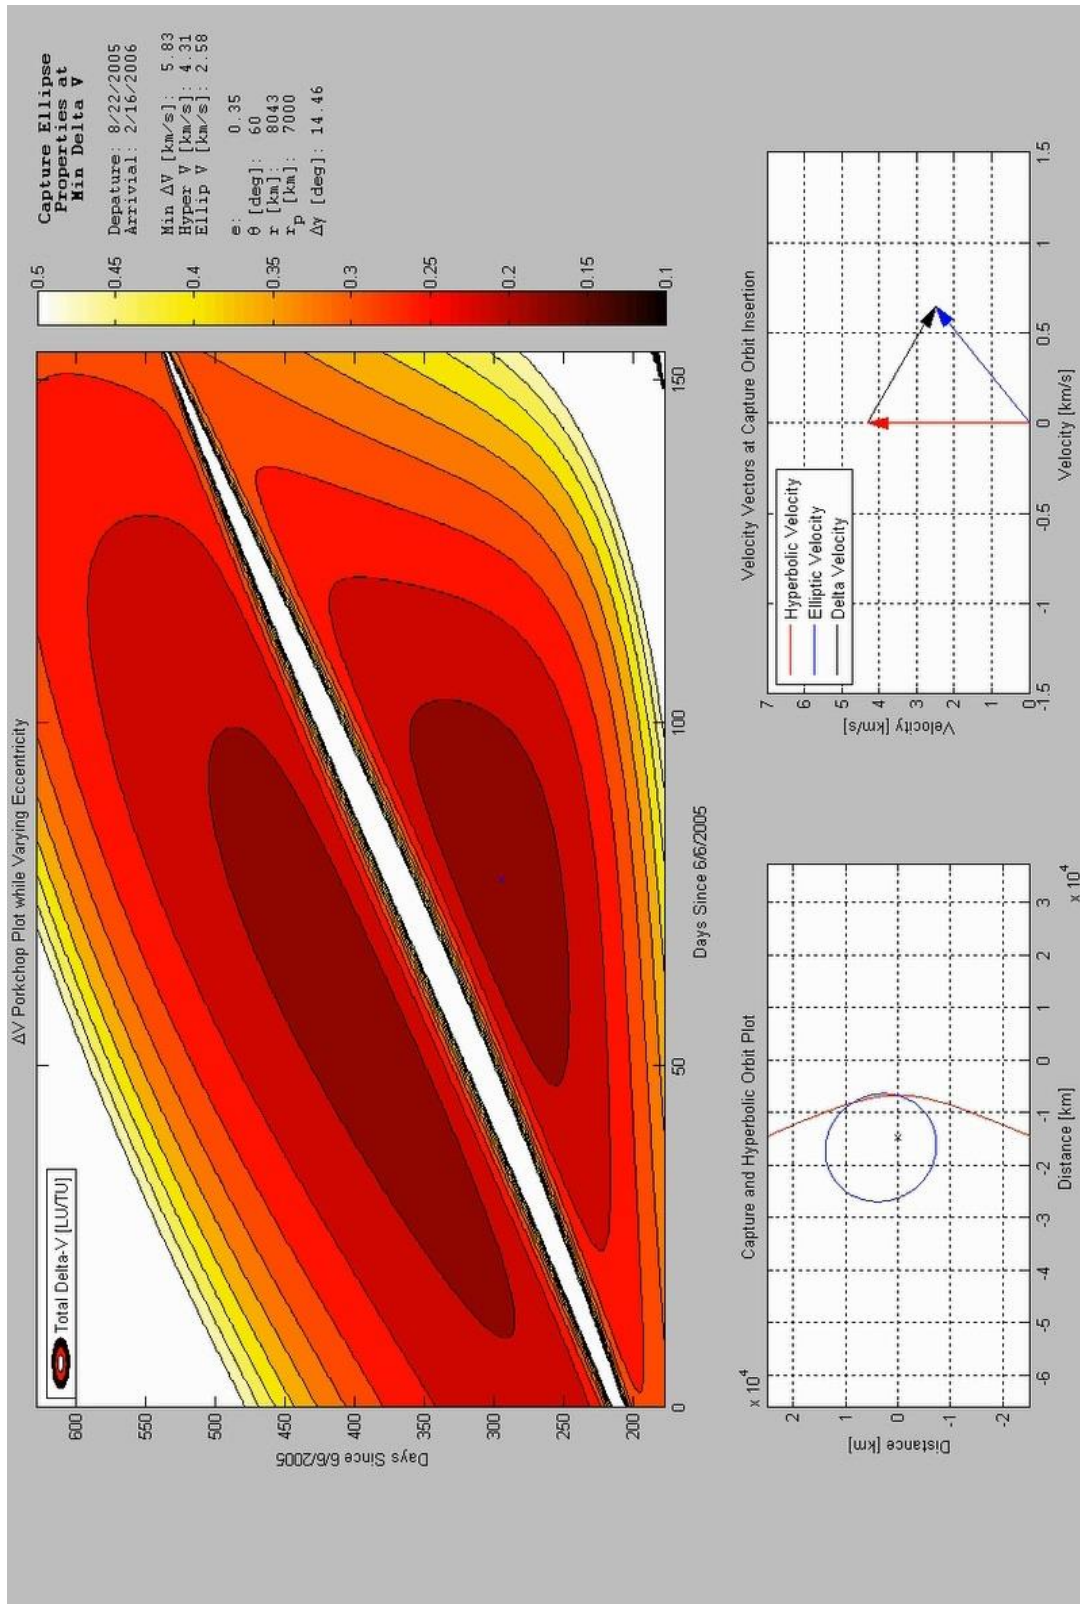 ΔV Porkchop Plot while Varying Eccentricity
Total Delta-V [LU/TU]
Days Since 6/6/2005
600
550
500
450
400
350
300
250
200
0
50
100
150
Days Since 6/6/2005
0.5
0.45
0.4
0.35
0.3
0.25
0.2
0.15
0.1
Capture Ellipse
Properties at
Min Delta V
Depature: 8/22/2005
Arrivial: 2/16/2006
Min ΔV [km/s]: 5.83
Hyper V [km/s]: 4.31
Ellip V [km/s]: 2.58
e: 0.35
θ [deg]: 60
r [km]: 8043
rp [km]: 7000
Δγ [deg]: 14.46
Capture and Hyperbolic Orbit Plot
x 10^4
Distance [km]
2
1
0
-1
-2
-6
-5
-4
-3
-2
-1
0
1
2
3
x 10^4
Distance [km]
Velocity Vectors at Capture Orbit Insertion
Hyperbolic Velocity
Elliptic Velocity
Delta Velocity
Velocity [km/s]
7
6
5
4
3
2
1
0
-1.5
-1
-0.5
0
0.5
1
1.5
Velocity [km/s]